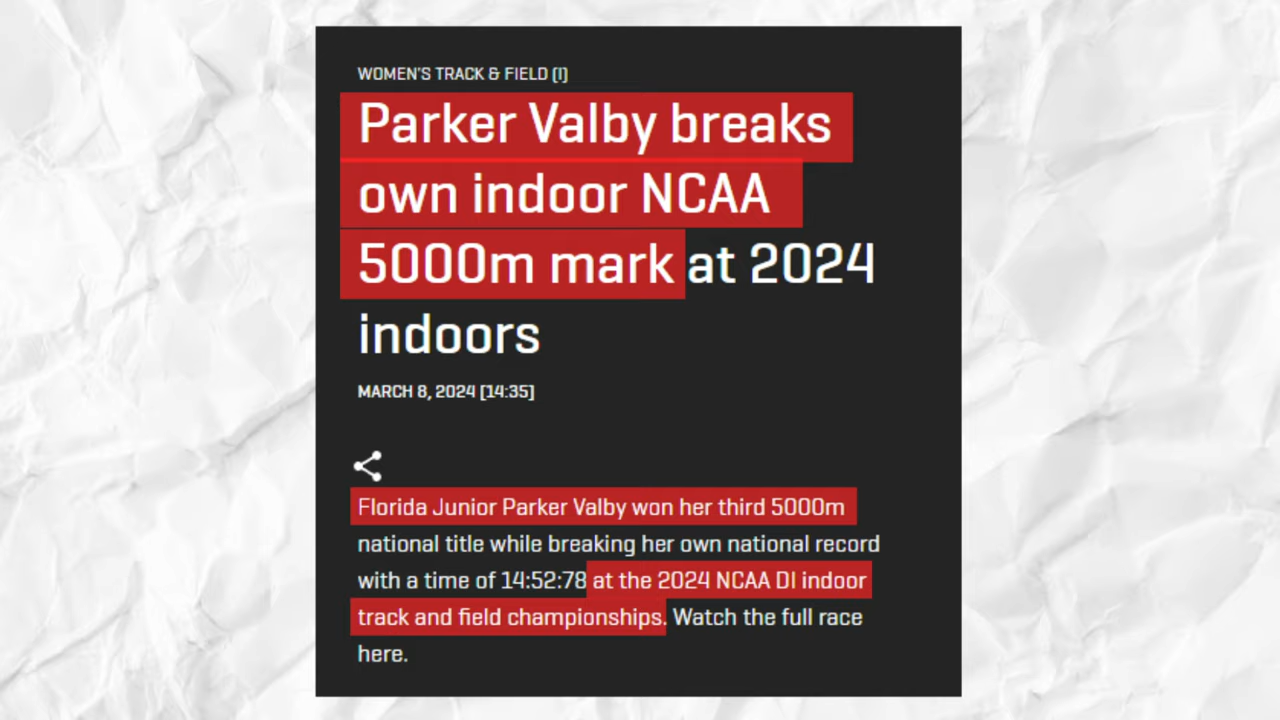 WOMEN'S TRACK & FIELD (I)
Parker Valby breaks
own indoor NCAA
5000m mark at 2024
indoors
MARCH 8, 2024 [14:35]
Florida Junior Parker Valby won her third 5000m
national title while breaking her own national record
with a time of 14:52:78 at the 2024 NCAA DI indoor
track and field championships. Watch the full race
here.